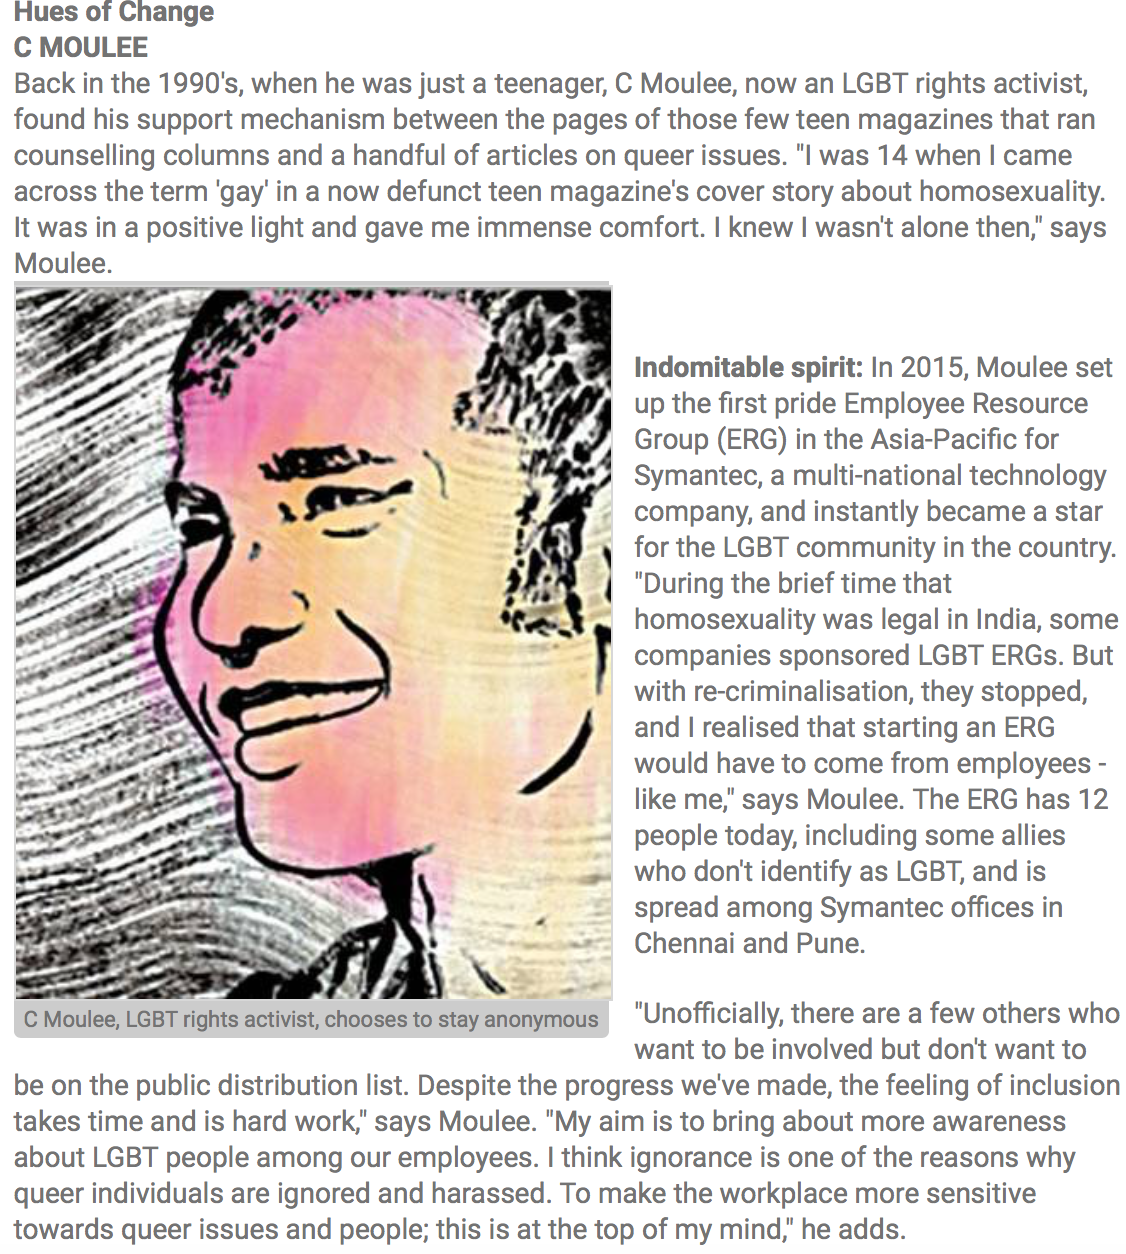 Hues of Change
C MOULEE
Back in the 1990's, when he was just a teenager, C Moulee, now an LGBT rights activist,
found his support mechanism between the pages of those few teen magazines that ran
counselling columns and a handful of articles on queer issues. "I was 14 when I came
across the term 'gay' in a now defunct teen magazine's cover story about homosexuality.
It was in a positive light and gave me immense comfort. I knew I wasn't alone then," says
Moulee.
Indomitable spirit: In 2015, Moulee set
up the first pride Employee Resource
Group (ERG) in the Asia-Pacific for
Symantec, a multi-national technology
company, and instantly became a star
for the LGBT community in the country.
"During the brief time that
homosexuality was legal in India, some
companies sponsored LGBT ERGs. But
with re-criminalisation, they stopped,
and I realised that starting an ERG
would have to come from employees -
like me," says Moulee. The ERG has 12
people today, including some allies
who don't identify as LGBT, and is
spread among Symantec offices in
Chennai and Pune.
C Moulee, LGBT rights activist, chooses to stay anonymous
"Unofficially, there are a few others who
want to be involved but don't want to
be on the public distribution list. Despite the progress we've made, the feeling of inclusion
takes time and is hard work," says Moulee. "My aim is to bring about more awareness
about LGBT people among our employees. I think ignorance is one of the reasons why
queer individuals are ignored and harassed. To make the workplace more sensitive
towards queer issues and people; this is at the top of my mind," he adds.